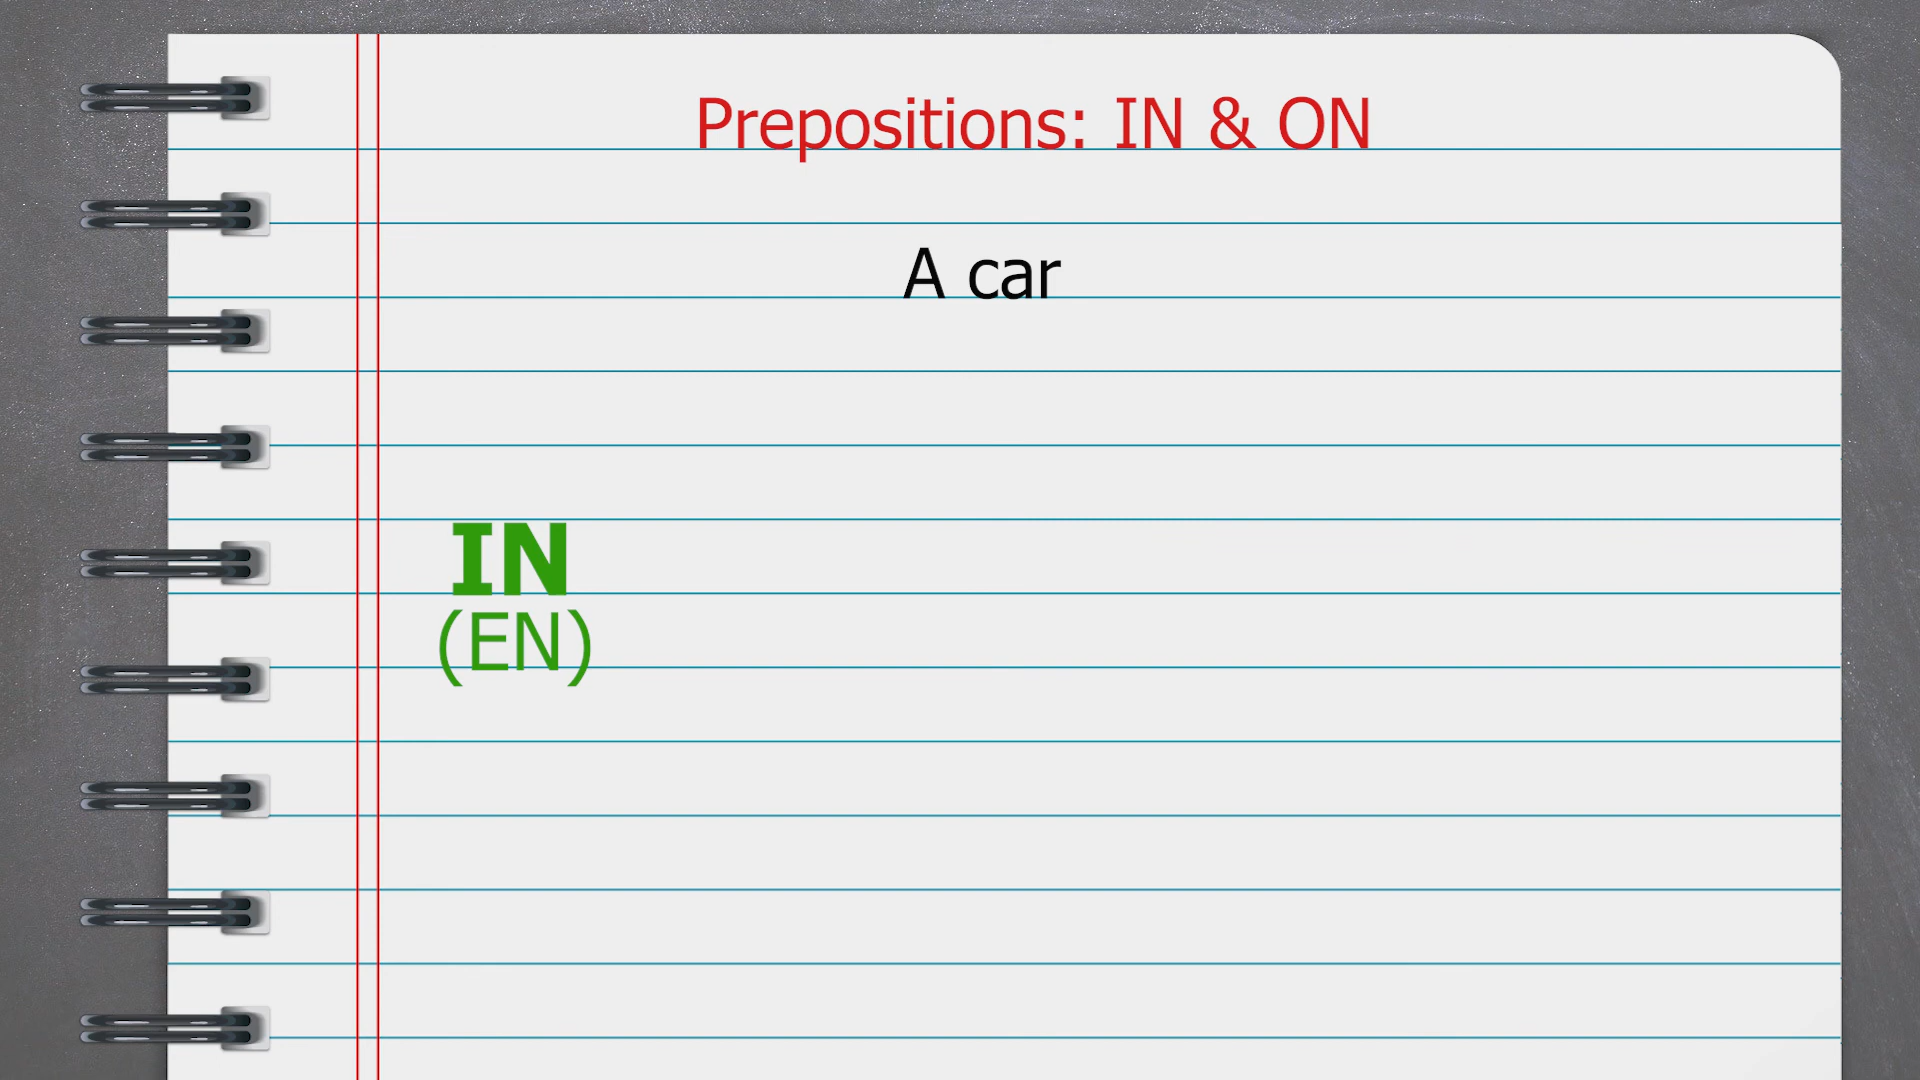 Prepositions: IN & ON
A car
IN
(EN)